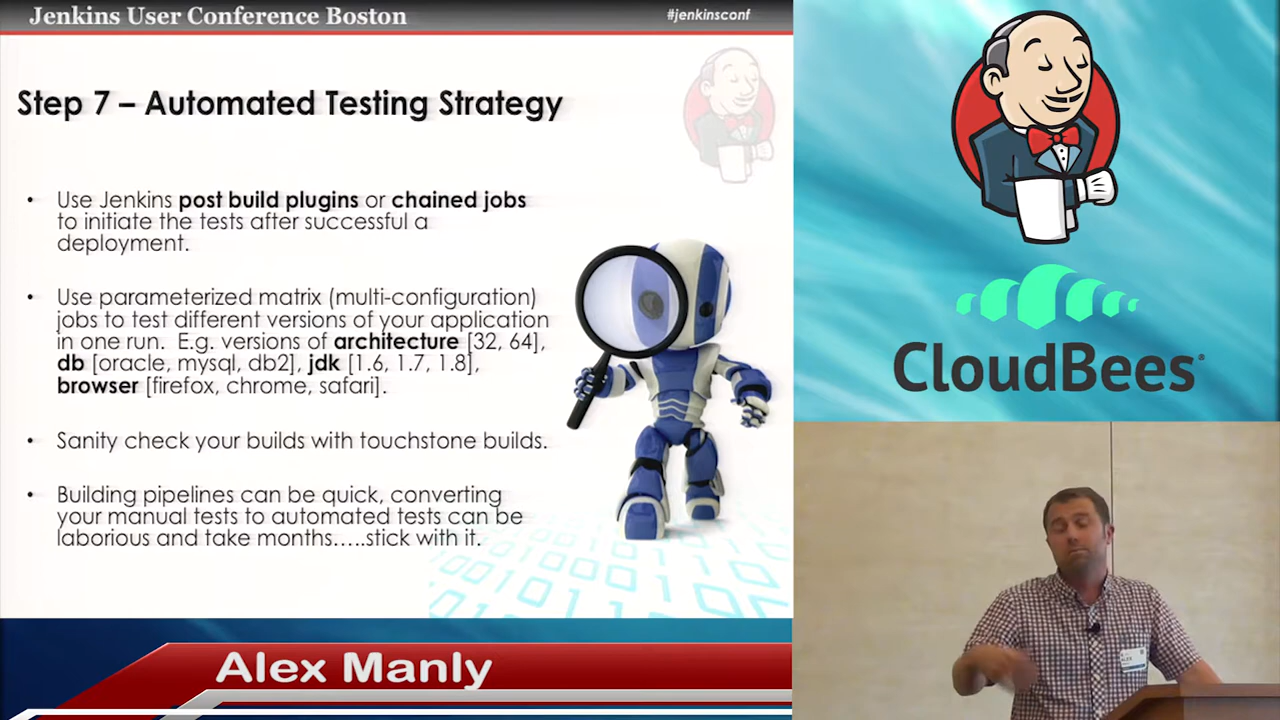 Jenkins User Conference Boston
#jenkinsconf
Step 7 – Automated Testing Strategy
• Use Jenkins post build plugins or chained jobs
to initiate the tests after successful a
deployment.
• Use parameterized matrix (multi-configuration)
jobs to test different versions of your application
in one run. E.g. versions of architecture [32, 64],
db [oracle, mysql, db2], jdk [1.6, 1.7, 1.8],
browser [firefox, chrome, safari].
• Sanity check your builds with touchstone builds.
• Building pipelines can be quick, converting
your manual tests to automated tests can be
laborious and take months…..stick with it.
Alex Manly
CloudBees
ALEX